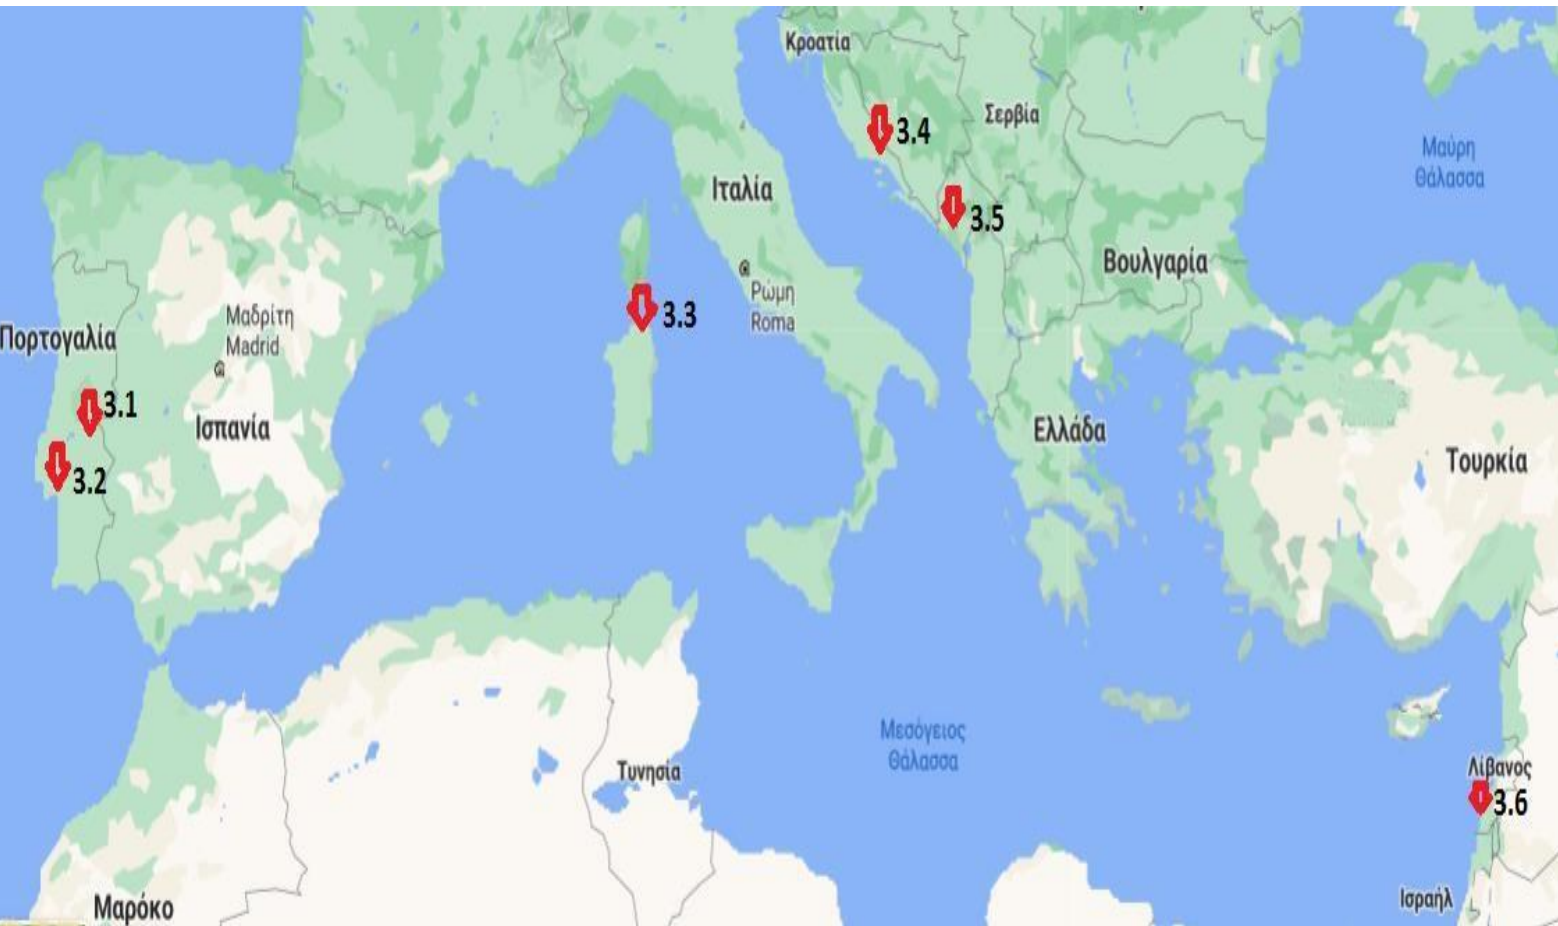 Κροατία
3.4
Σερβία
Μαύρη
Θάλασσα
Ιταλία
3.5
Βουλγαρία
Ρώμη
Roma
3.3
Μαδρίτη
Madrid
Πορτογαλία
3.1
Ισπανία
Ελλάδα
Τουρκία
3.2
Μεσόγειος
Θάλασσα
Τυνησία
Λίβανος
3.6
Ισραήλ
Μαρόκο